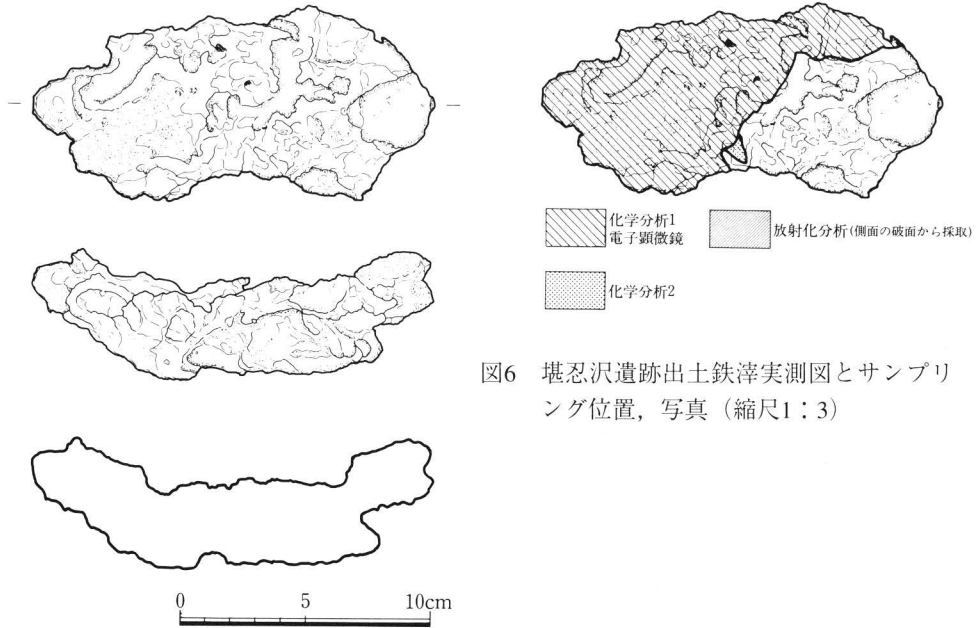 化学分析1
電子顕微鏡
放射化分析(側面の破面から採取)
化学分析2
図6 堪忍沢遺跡出土鉄滓実測図とサンプリ
ング位置，写真（縮尺1：3）
0 5 10cm